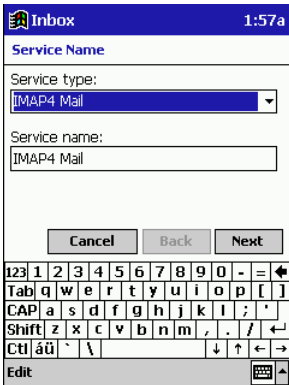 Inbox 1:57a
Service Name
Service type:
IMAP4 Mail
Service name:
IMAP4 Mail
Cancel Back Next
123 1 2 3 4 5 6 7 8 9 0 - =
Tab q w e r t y u i o p [ ]
CAP a s d f g h j k l ; '
Shift z x c v b n m , . /
Ctl áü ` \ ↓ ↑ ← →
Edit